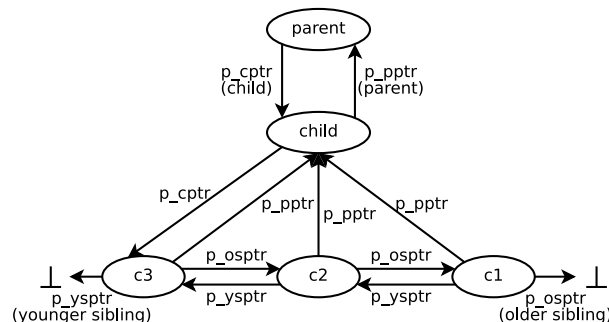 parent
p_cptr
(child)
p_pptr
(parent)
child
p_cptr
p_pptr
p_pptr
p_pptr
c3
p_osptr
c2
p_osptr
c1
p_ysptr
(younger sibling)
p_ysptr
p_ysptr
p_osptr
(older sibling)